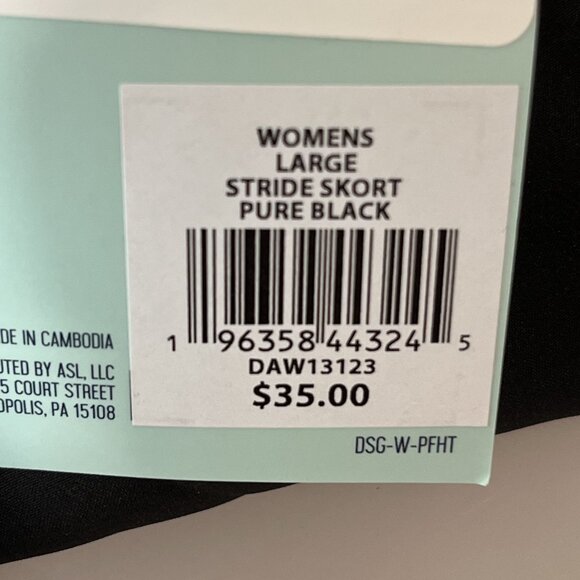 WOMENS
LARGE
STRIDE SKORT
PURE BLACK
1 96358 44324 5
DAW13123
$35.00
DE IN CAMBODIA
UTED BY ASL, LLC
5 COURT STREET
OPOLIS, PA 15108
DSG-W-PFHT